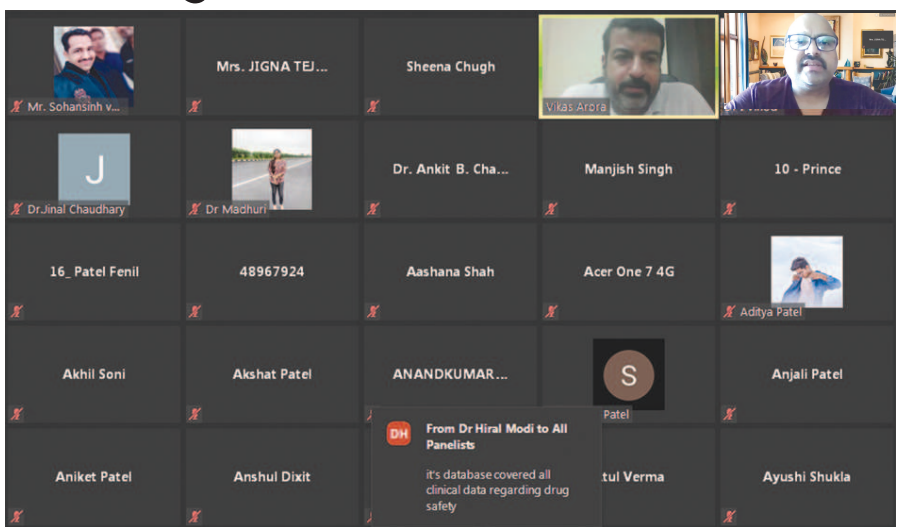 Mrs. JIGNA TEJ...
Sheena Chugh
Mr. Sohansinh v...
Vikas Arora
J
Dr. Ankit B. Cha...
Manjish Singh
10 - Prince
Dr.Jinal Chaudhary
Dr Madhuri
16_ Patel Fenil
48967924
Aashana Shah
Acer One 7 4G
Aditya Patel
Akhil Soni
Akshat Patel
ANANDKUMAR...
S
Anjali Patel
Patel
DH
From Dr Hiral Modi to All
Panelists
it's database covered all
clinical data regarding drug
safety
Aniket Patel
Anshul Dixit
tul Verma
Ayushi Shukla